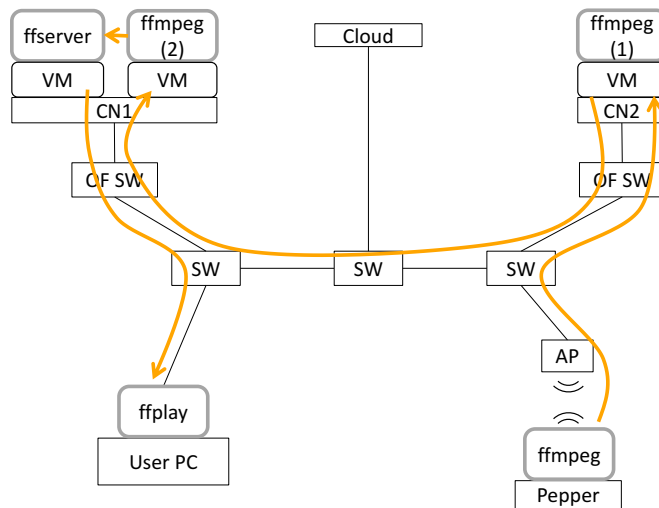 ffserver
ffmpeg
(2)
Cloud
ffmpeg
(1)
VM
VM
VM
CN1
CN2
OF SW
OF SW
SW
SW
SW
AP
ffplay
ffmpeg
User PC
Pepper